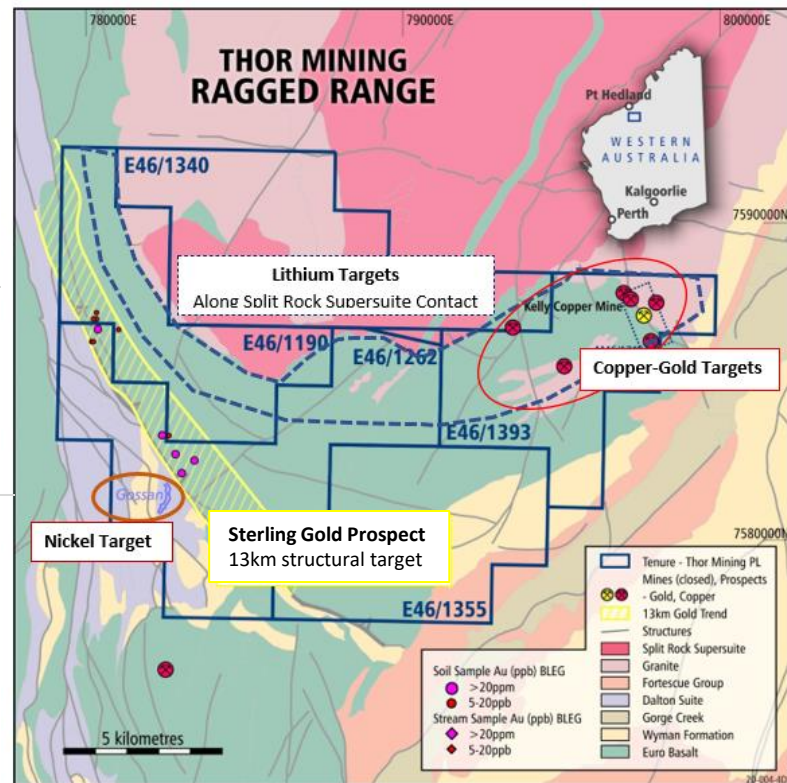 780000E
790000E
800000E
THOR MINING
RAGGED RANGE
Pt Hedland
WESTERN
AUSTRALIA
Kalgoorlie
Perth
E46/1340
7590000N
Lithium Targets
Along Split Rock Supersuite Contact
Kelly Copper Mine
E46/1190
E46/1262
Copper-Gold Targets
E46/1393
Gossan
Nickel Target
Sterling Gold Prospect
13km structural target
7580000N
E46/1355
Tenure - Thor Mining PL
Mines (closed), Prospects
- Gold, Copper
13km Gold Trend
Structures
Split Rock Supersuite
Granite
Fortescue Group
Dalton Suite
Gorge Creek
Wyman Formation
Euro Basalt
Soil Sample Au (ppb) BLEG
>20ppm
5-20ppb
Stream Sample Au (ppb) BLEG
>20ppm
5-20ppb
5 kilometres